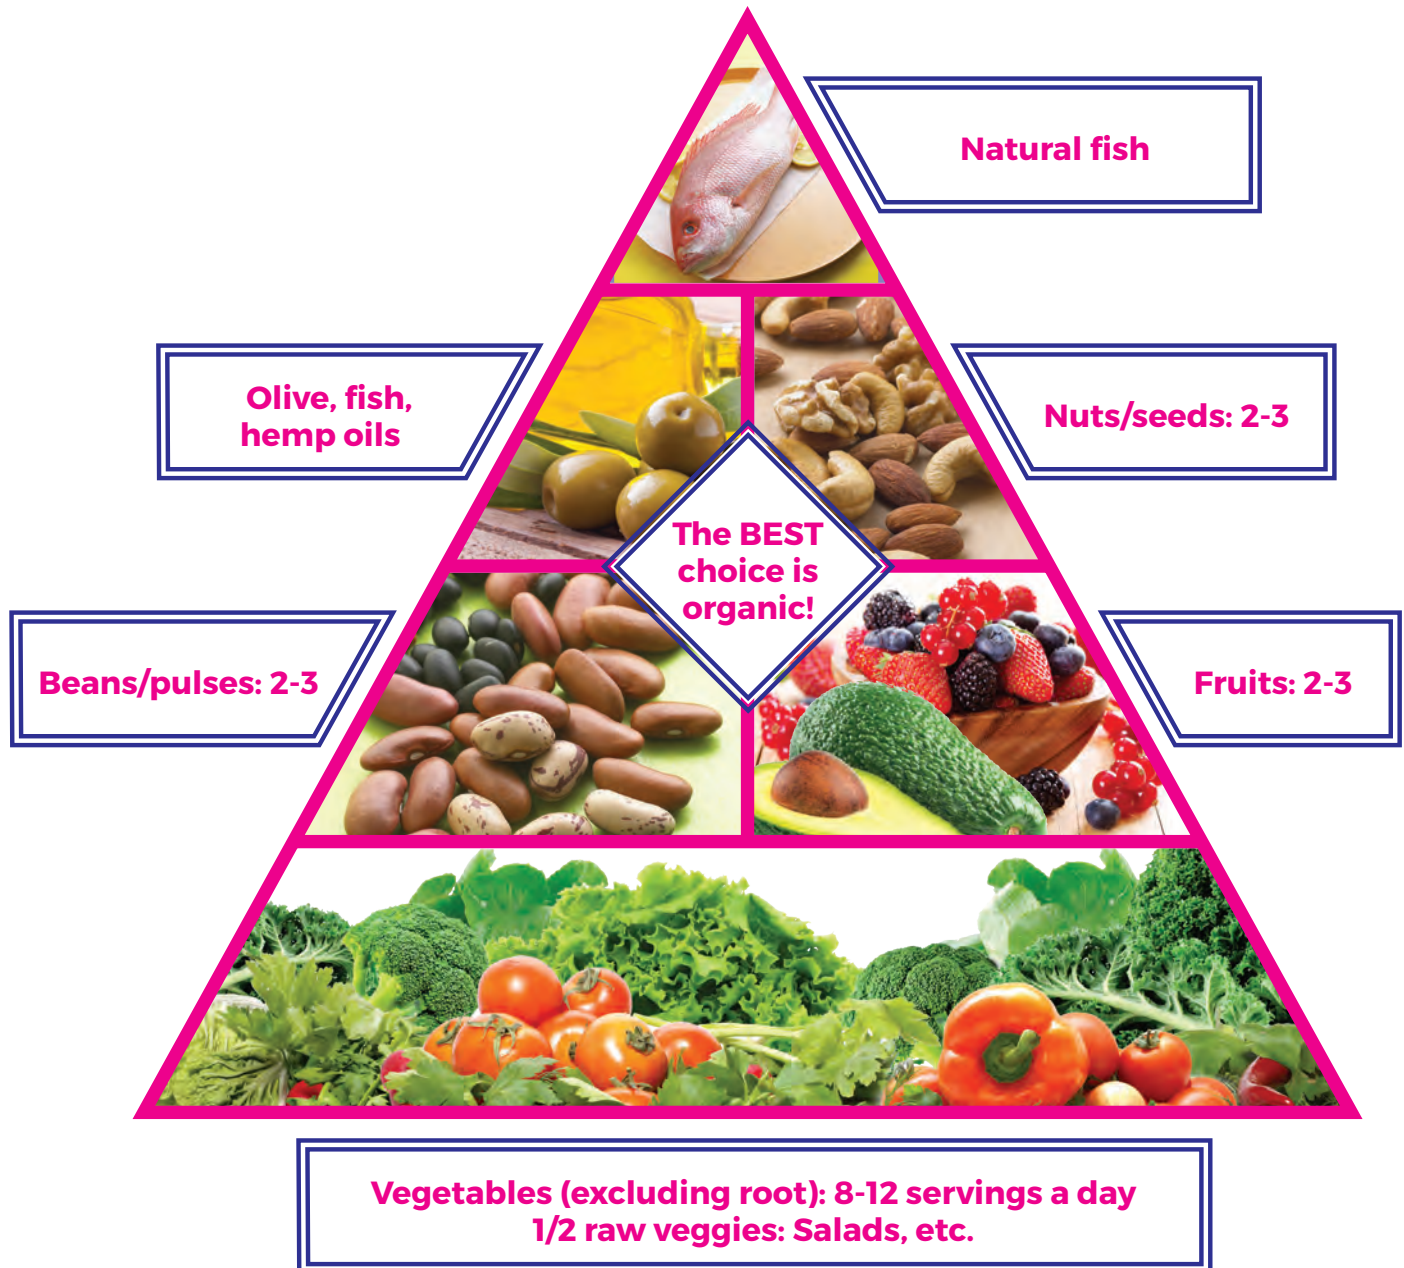 Natural fish
Olive, fish,
hemp oils
Nuts/seeds: 2-3
The BEST
choice is
organic!
Beans/pulses: 2-3
Fruits: 2-3
Vegetables (excluding root): 8-12 servings a day
1/2 raw veggies: Salads, etc.